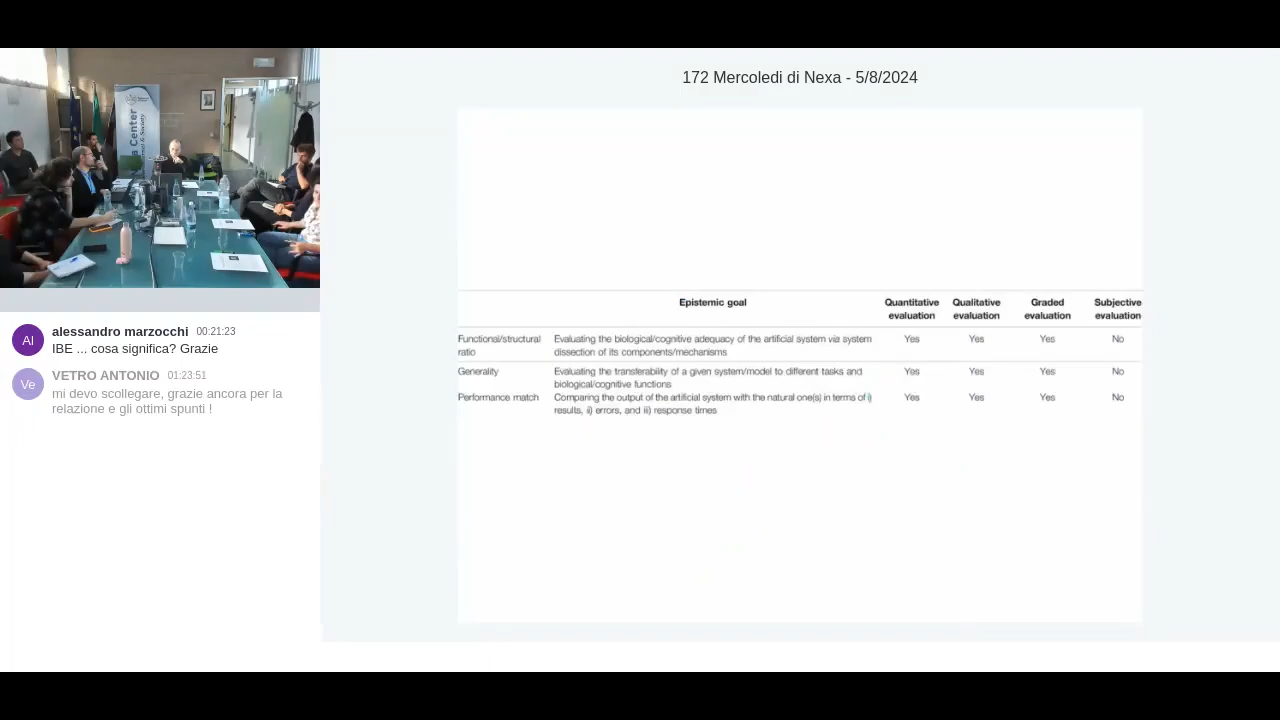 172 Mercoledi di Nexa - 5/8/2024
a Center
Al
alessandro marzocchi 00:21:23
IBE ... cosa significa? Grazie
Ve
VETRO ANTONIO 01:23:51
mi devo scollegare, grazie ancora per la
relazione e gli ottimi spunti !
Epistemic goal Quantitative Qualitative Graded Subjective
evaluation evaluation evaluation evaluation
Functional/structural Evaluating the biological/cognitive adequacy of the artificial system via system Yes Yes Yes No
ratio dissection of its components/mechanisms
Generality Evaluating the transferability of a given system/model to different tasks and Yes Yes Yes No
biological/cognitive functions
Performance match Comparing the output of the artificial system with the natural one(s) in terms of i) Yes Yes Yes No
results, ii) errors, and iii) response times